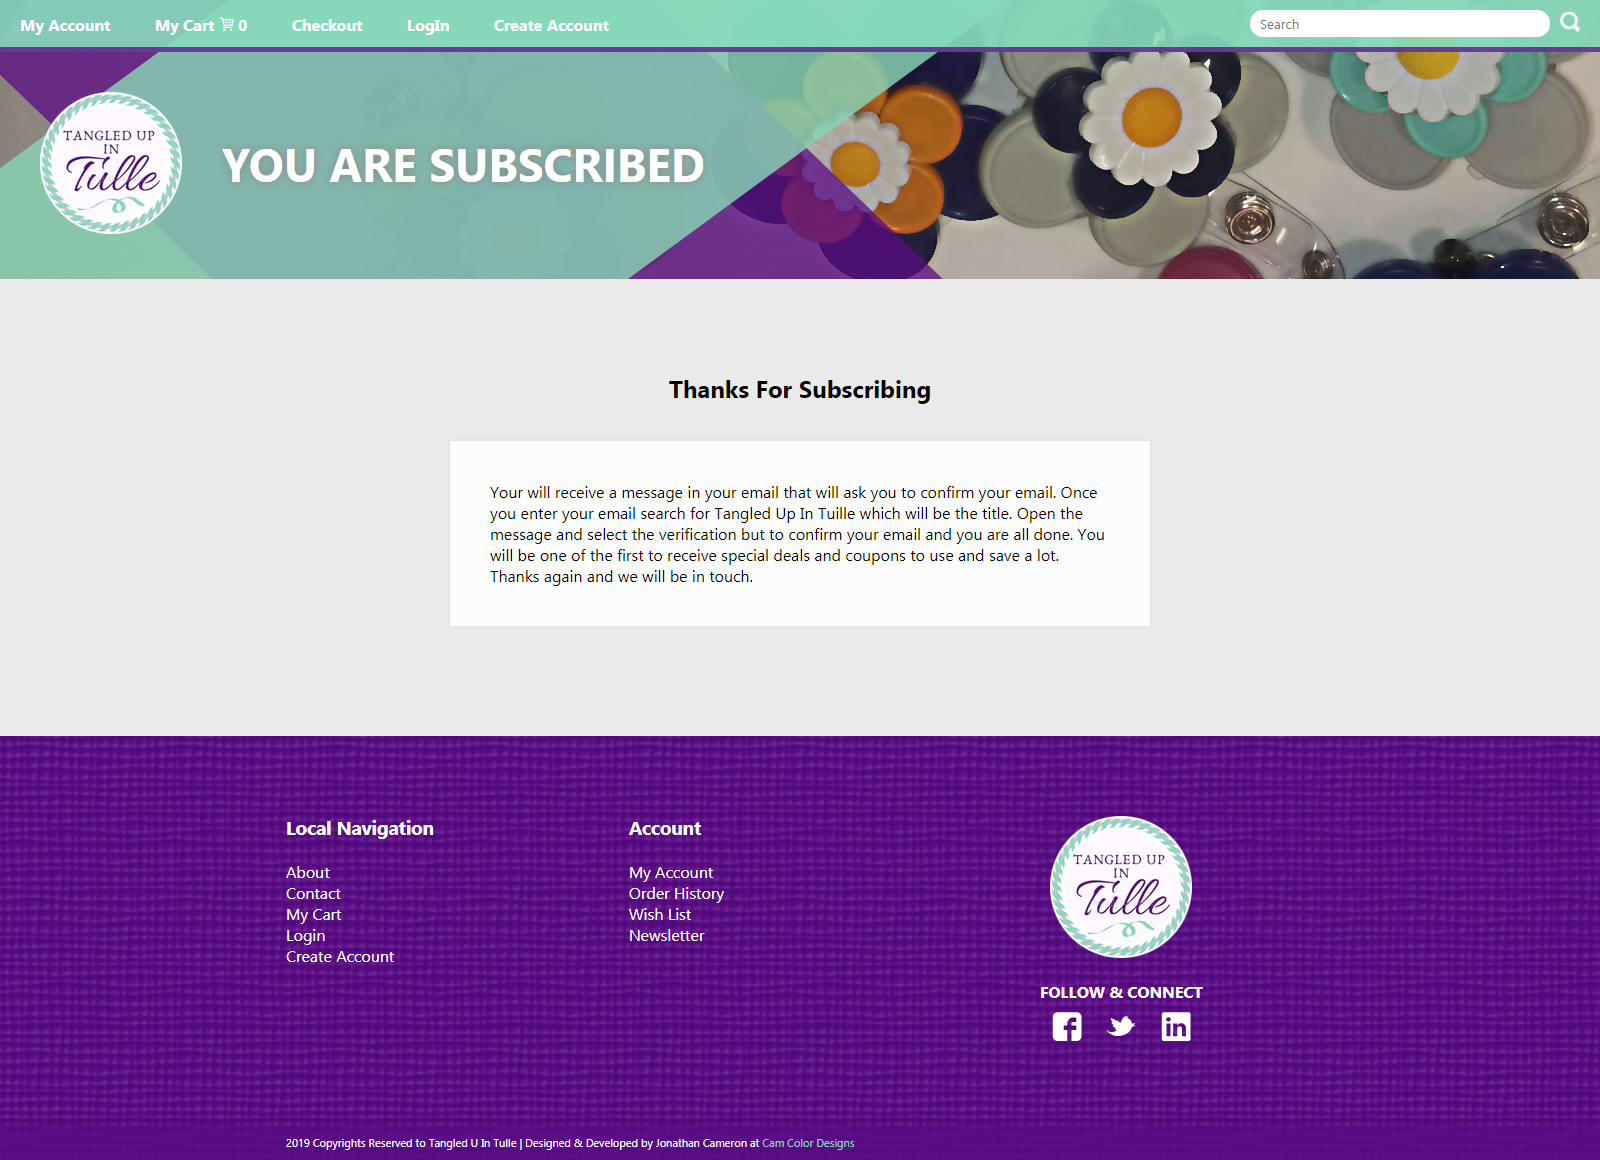 My Account My Cart 0 Checkout LogIn Create Account Search
TANGLED UP
IN
Tulle
YOU ARE SUBSCRIBED
Thanks For Subscribing
Your will receive a message in your email that will ask you to confirm your email. Once
you enter your email search for Tangled Up In Tuille which will be the title. Open the
message and select the verification but to confirm your email and you are all done. You
will be one of the first to receive special deals and coupons to use and save a lot.
Thanks again and we will be in touch.
Local Navigation
About
Contact
My Cart
Login
Create Account
Account
My Account
Order History
Wish List
Newsletter
TANGLED UP
IN
Tulle
FOLLOW & CONNECT
2019 Copyrights Reserved to Tangled U In Tulle | Designed & Developed by Jonathan Cameron at Cam Color Designs